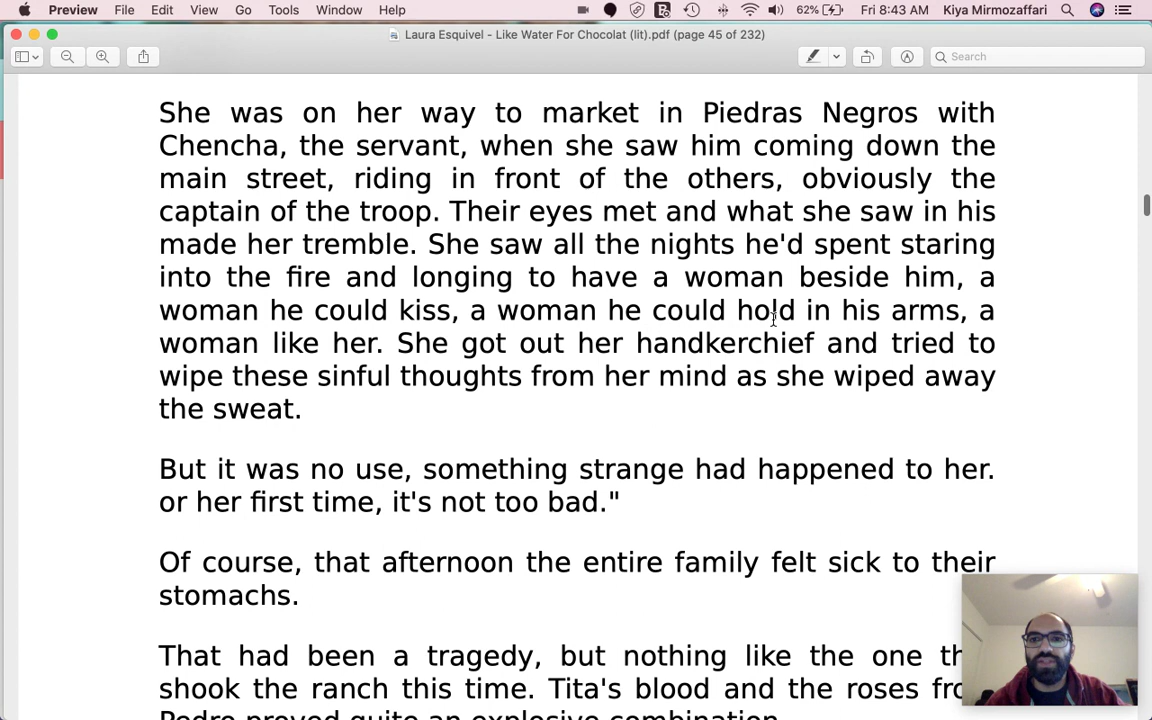 Preview File Edit View Go Tools Window Help 62% Fri 8:43 AM Kiya Mirmozaffari
Laura Esquivel - Like Water For Chocolat (lit).pdf (page 45 of 232)
Search
She was on her way to market in Piedras Negros with
Chencha, the servant, when she saw him coming down the
main street, riding in front of the others, obviously the
captain of the troop. Their eyes met and what she saw in his
made her tremble. She saw all the nights he'd spent staring
into the fire and longing to have a woman beside him, a
woman he could kiss, a woman he could hold in his arms, a
woman like her. She got out her handkerchief and tried to
wipe these sinful thoughts from her mind as she wiped away
the sweat.
But it was no use, something strange had happened to her.
or her first time, it's not too bad."
Of course, that afternoon the entire family felt sick to their
stomachs.
That had been a tragedy, but nothing like the one th
shook the ranch this time. Tita's blood and the roses fro
Pedro proved quite an explosive combination.